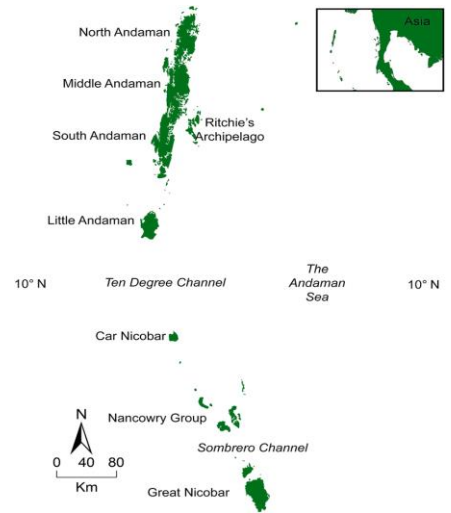 North Andaman
Asia
Middle Andaman
Ritchie's
Archipelago
South Andaman
Little Andaman
10° N
Ten Degree Channel
The
Andaman
Sea
10° N
Car Nicobar
Nancowry Group
N
Sombrero Channel
0 40 80
Km
Great Nicobar